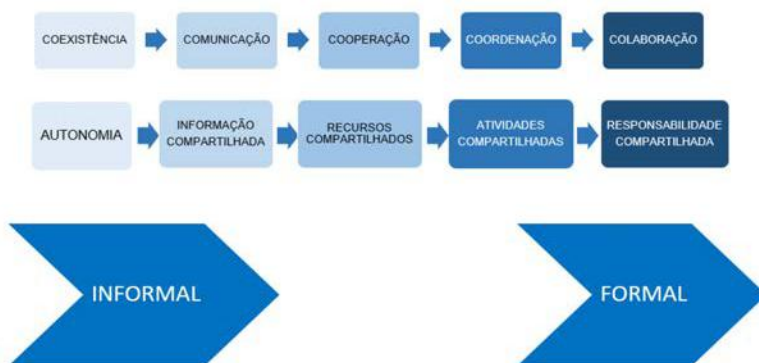 COEXISTÊNCIA
COMUNICAÇÃO
COOPERAÇÃO
COORDENAÇÃO
COLABORAÇÃO
AUTONOMIA
INFORMAÇÃO
COMPARTILHADA
RECURSOS
COMPARTILHADOS
ATIVIDADES
COMPARTILHADAS
RESPONSABILIDADE
COMPARTILHADA
INFORMAL
FORMAL